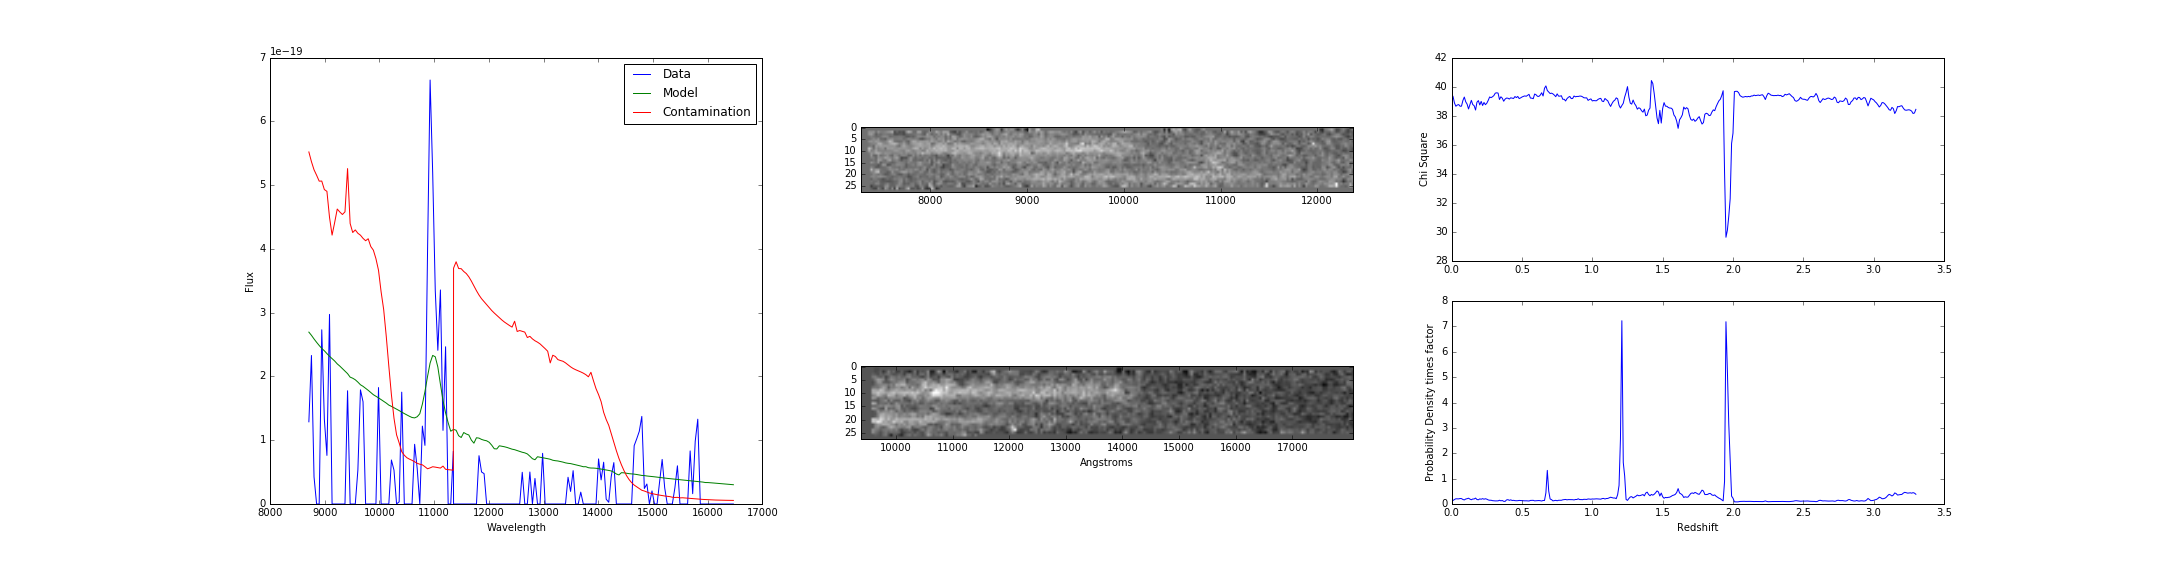 1e−19
7
6
5
4
3
2
1
0
Flux
8000 9000 10000 11000 12000 13000 14000 15000 16000 17000
Wavelength
Data
Model
Contamination
0
5
10
15
20
25
8000 9000 10000 11000 12000
0
5
10
15
20
25
10000 11000 12000 13000 14000 15000 16000 17000
Angstroms
42
40
38
36
34
32
30
28
Chi Square
0.0 0.5 1.0 1.5 2.0 2.5 3.0 3.5
8
7
6
5
4
3
2
1
0
Probability Density times factor
0.0 0.5 1.0 1.5 2.0 2.5 3.0 3.5
Redshift